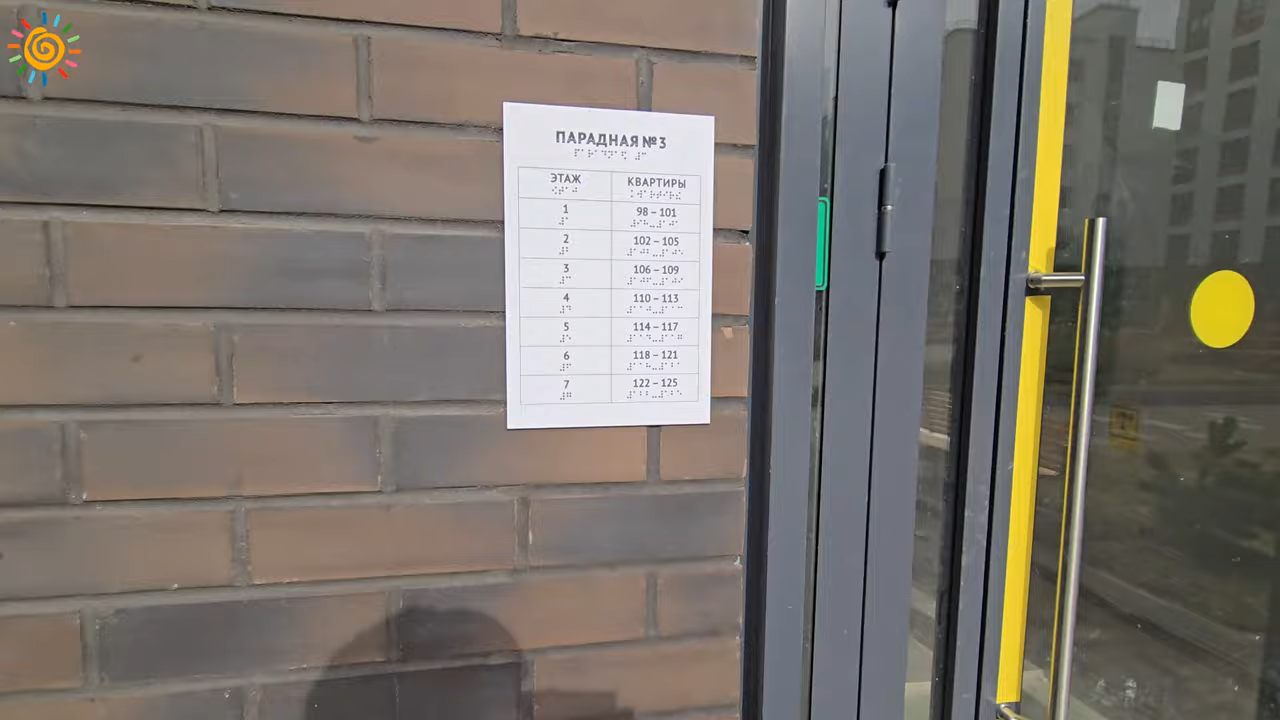 ПАРАДНАЯ №3
ЭТАЖ КВАРТИРЫ
1 98 – 101
2 102 – 105
3 106 – 109
4 110 – 113
5 114 – 117
6 118 – 121
7 122 – 125